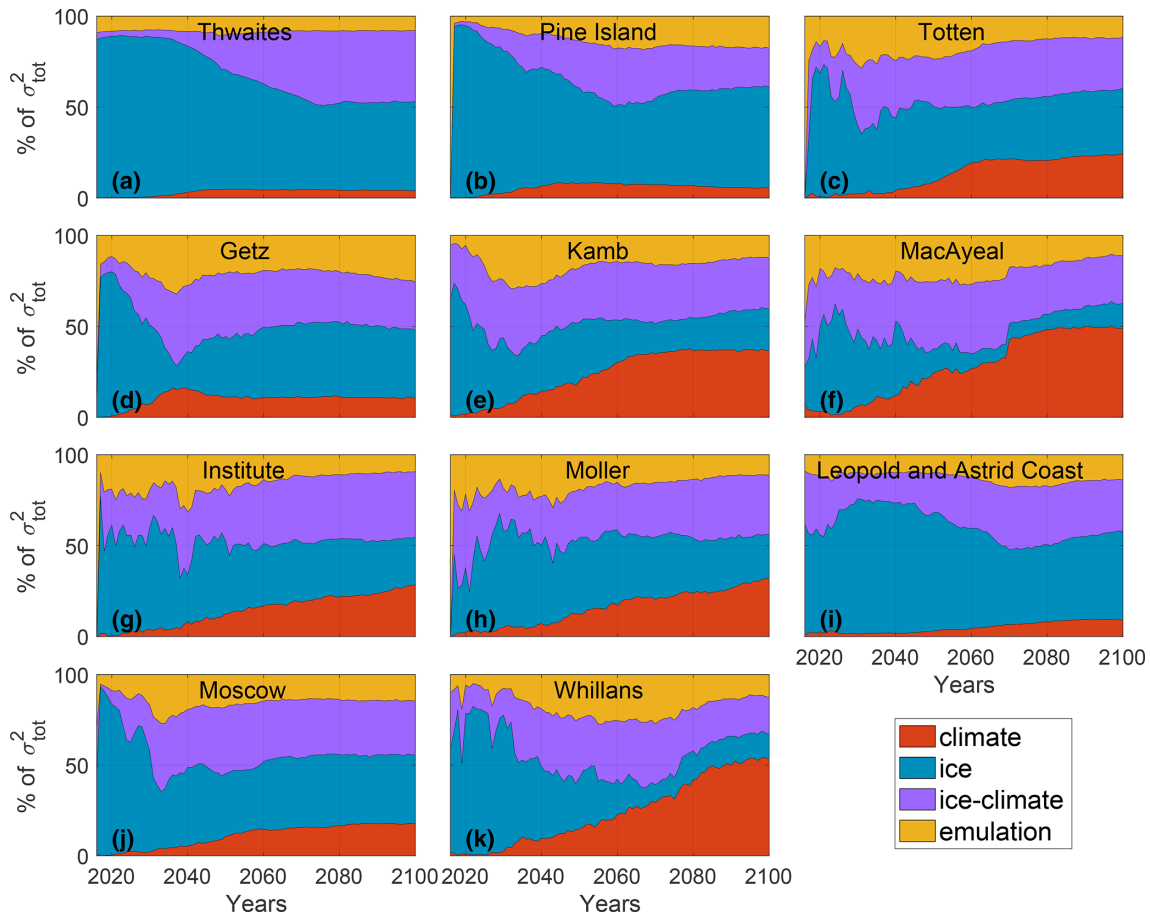 Thwaites
Pine Island
Totten
100
50
0
% of σ²tot
(a)
(b)
(c)
Getz
Kamb
MacAyeal
100
50
0
% of σ²tot
(d)
(e)
(f)
Institute
Moller
Leopold and Astrid Coast
100
50
0
% of σ²tot
(g)
(h)
(i)
2020 2040 2060 2080 2100
Years
Moscow
Whillans
100
50
0
% of σ²tot
(j)
(k)
2020 2040 2060 2080 2100
Years
2020 2040 2060 2080 2100
Years
climate
ice
ice-climate
emulation